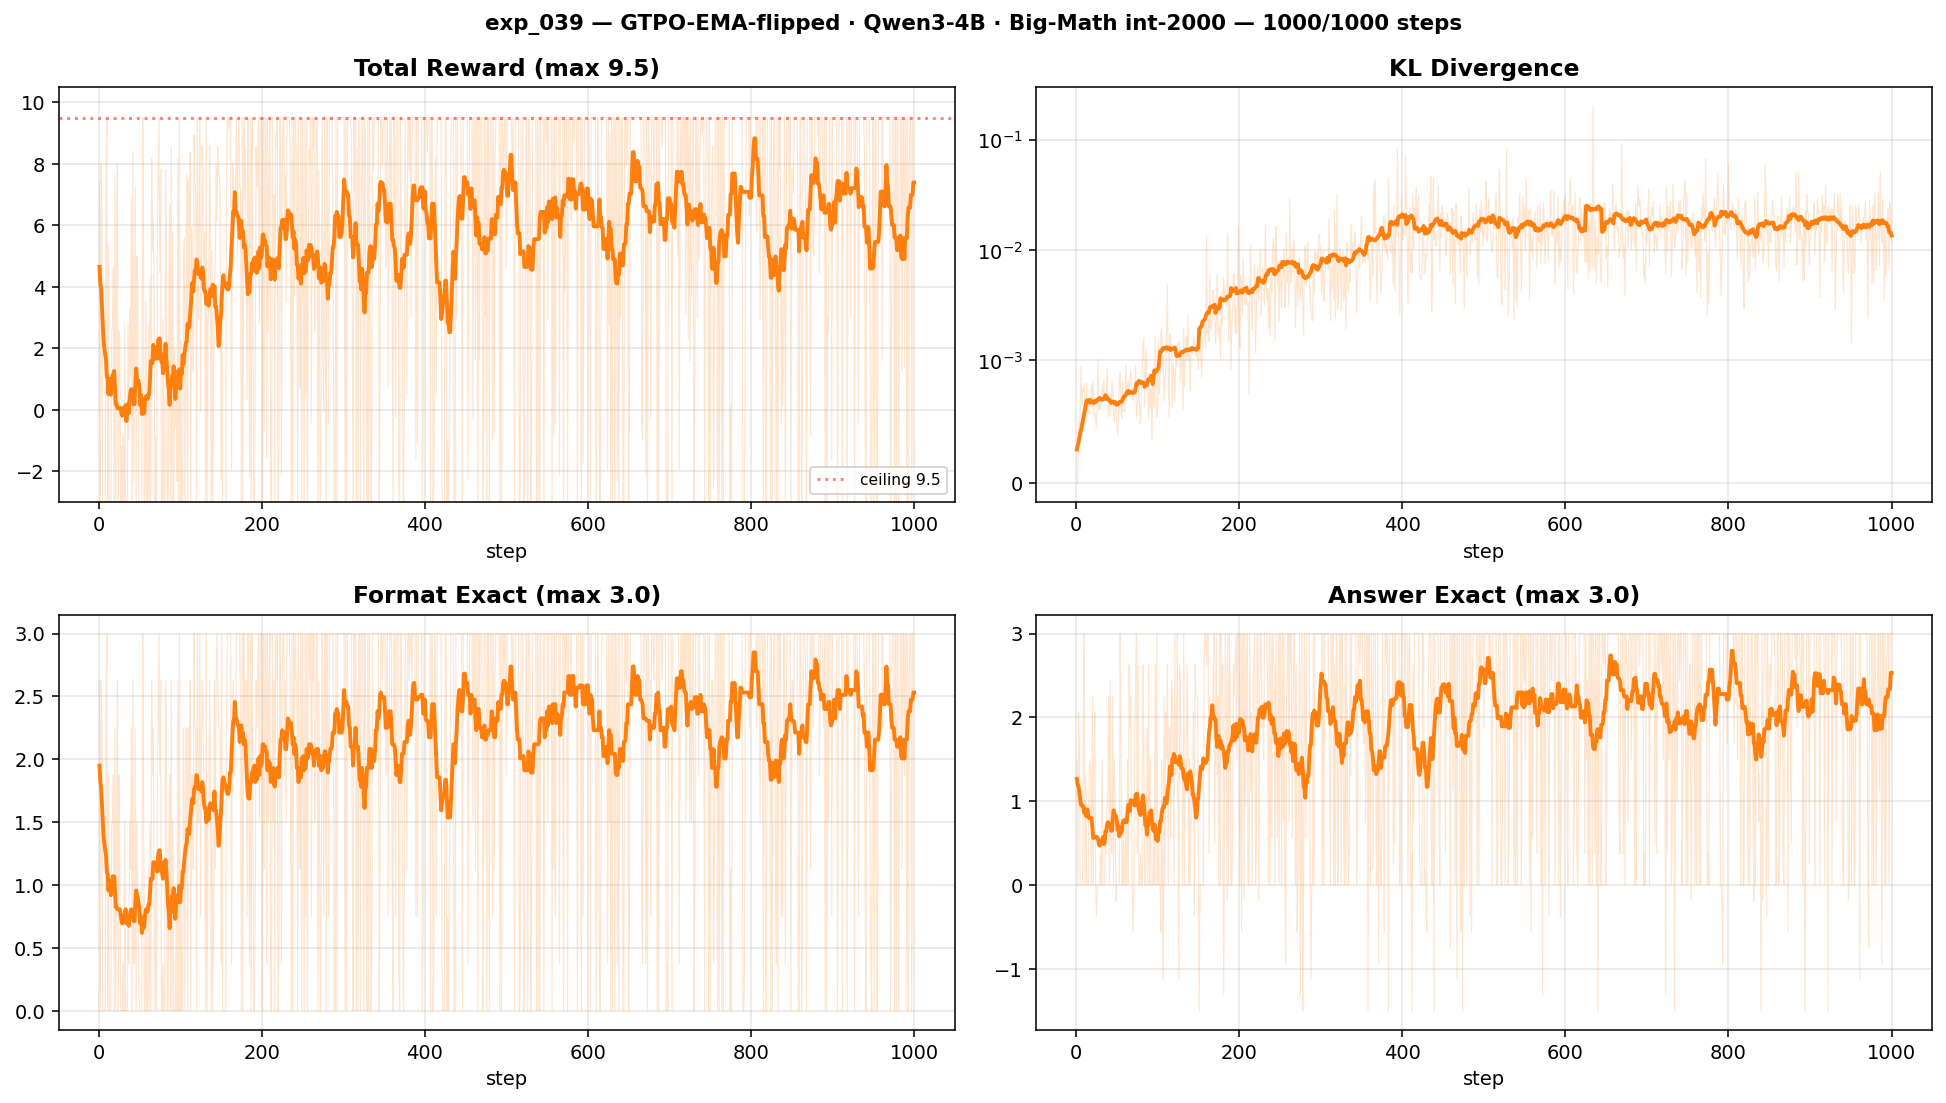 exp_039 — GTPO-EMA-flipped · Qwen3-4B · Big-Math int-2000 — 1000/1000 steps
Total Reward (max 9.5)
10
8
6
4
2
0
−2
ceiling 9.5
0 200 400 600 800 1000
step
KL Divergence
10⁻¹
10⁻²
10⁻³
0
0 200 400 600 800 1000
step
Format Exact (max 3.0)
3.0
2.5
2.0
1.5
1.0
0.5
0.0
0 200 400 600 800 1000
step
Answer Exact (max 3.0)
3
2
1
0
−1
0 200 400 600 800 1000
step